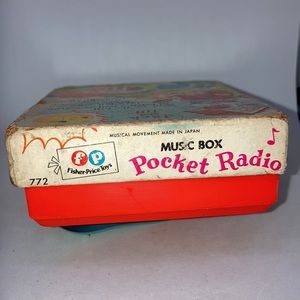 MUSICAL MOVEMENT MADE IN JAPAN
MUSIC BOX
fp
Pocket Radio
Fisher-Price Toys
772